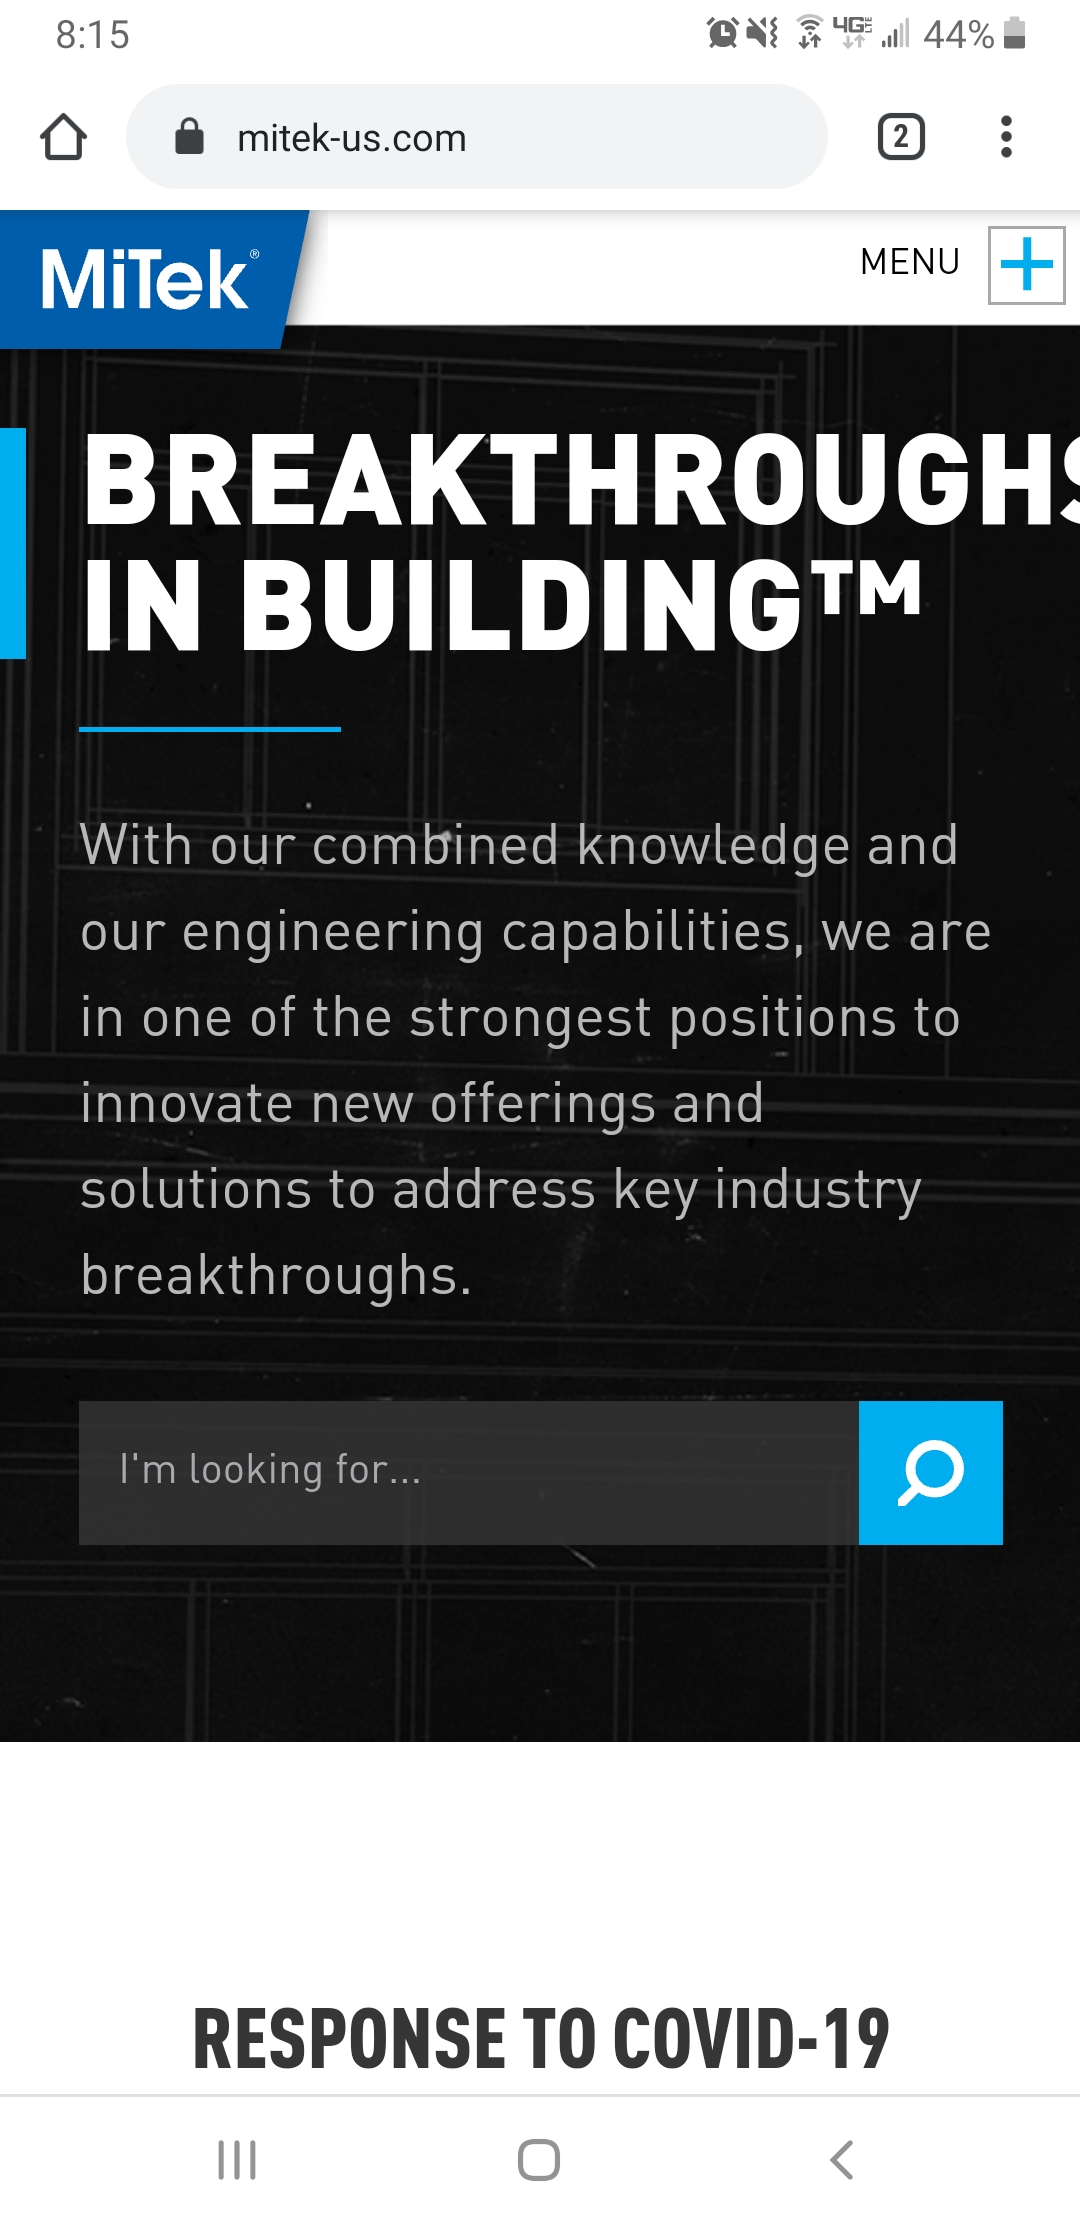 8:15
4G LTE 44%
mitek-us.com
2
MiTek®
MENU
BREAKTHROUGHS
IN BUILDING™
With our combined knowledge and
our engineering capabilities, we are
in one of the strongest positions to
innovate new offerings and
solutions to address key industry
breakthroughs.
I'm looking for...
RESPONSE TO COVID-19